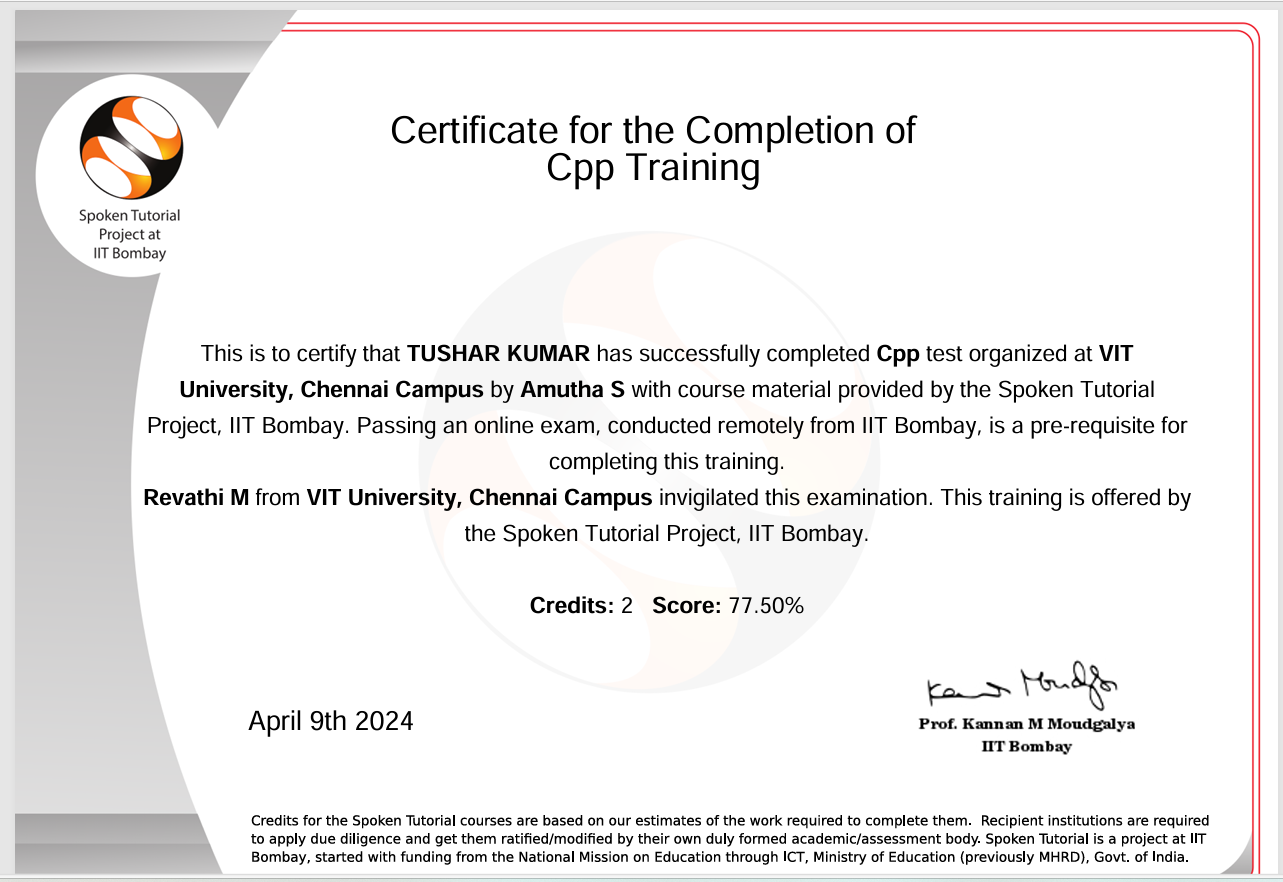 Spoken Tutorial
Project at
IIT Bombay
Certificate for the Completion of
Cpp Training
This is to certify that TUSHAR KUMAR has successfully completed Cpp test organized at VIT
University, Chennai Campus by Amutha S with course material provided by the Spoken Tutorial
Project, IIT Bombay. Passing an online exam, conducted remotely from IIT Bombay, is a pre-requisite for
completing this training.
Revathi M from VIT University, Chennai Campus invigilated this examination. This training is offered by
the Spoken Tutorial Project, IIT Bombay.
Credits: 2 Score: 77.50%
April 9th 2024
Prof. Kannan M Moudgalya
IIT Bombay
Credits for the Spoken Tutorial courses are based on our estimates of the work required to complete them. Recipient institutions are required
to apply due diligence and get them ratified/modified by their own duly formed academic/assessment body. Spoken Tutorial is a project at IIT
Bombay, started with funding from the National Mission on Education through ICT, Ministry of Education (previously MHRD), Govt. of India.